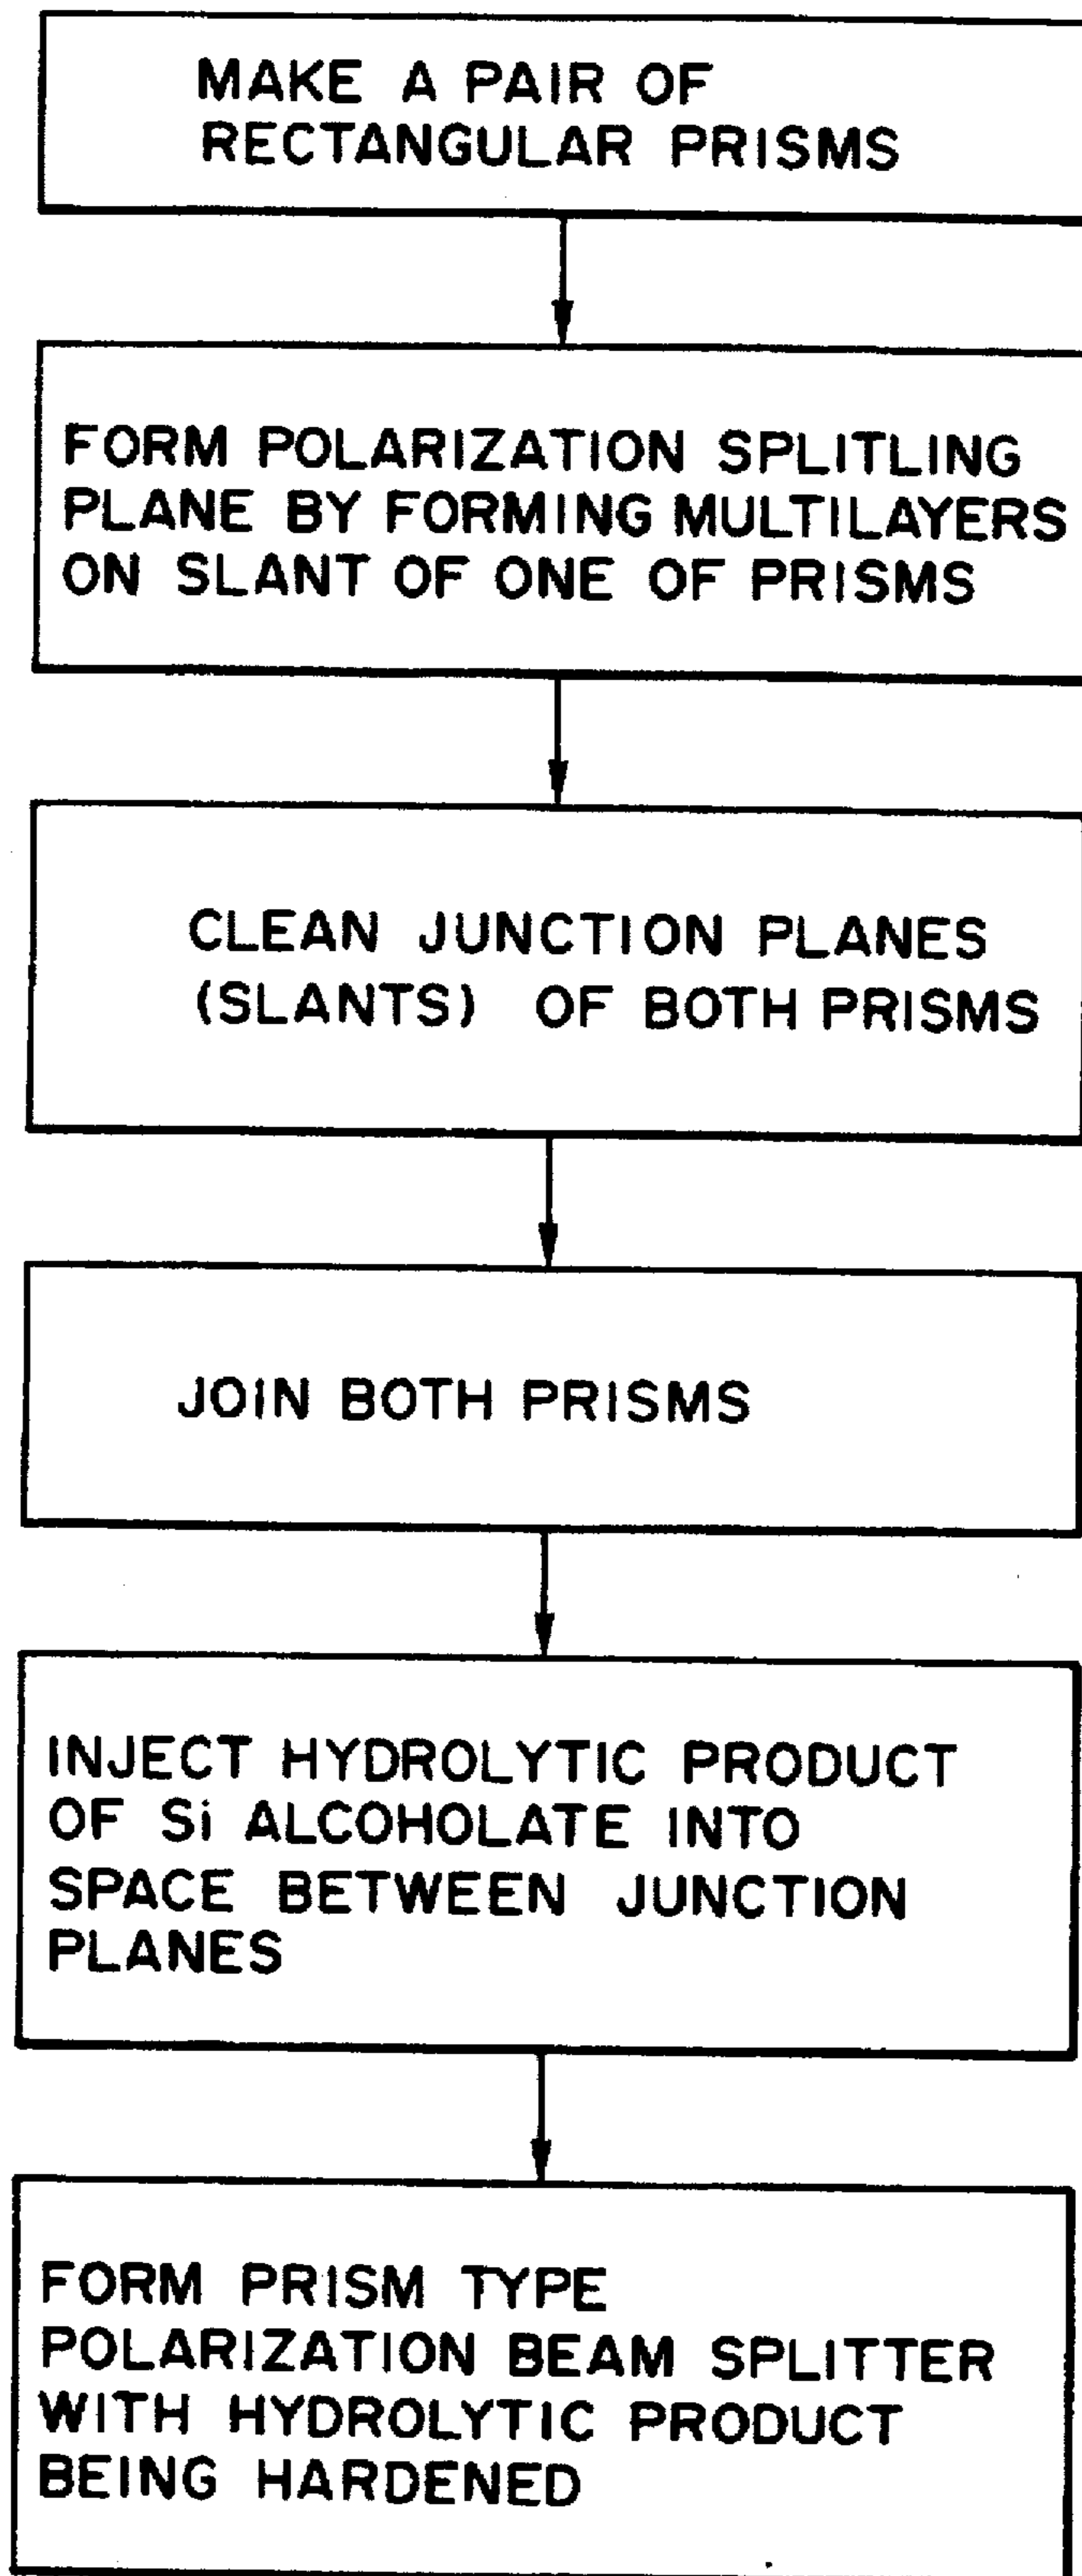 MAKE A PAIR OF
RECTANGULAR PRISMS
FORM POLARIZATION SPLITLING
PLANE BY FORMING MULTILAYERS
ON SLANT OF ONE OF PRISMS
CLEAN JUNCTION PLANES
(SLANTS) OF BOTH PRISMS
JOIN BOTH PRISMS
INJECT HYDROLYTIC PRODUCT
OF Si ALCOHOLATE INTO
SPACE BETWEEN JUNCTION
PLANES
FORM PRISM TYPE
POLARIZATION BEAM SPLITTER
WITH HYDROLYTIC PRODUCT
BEING HARDENED